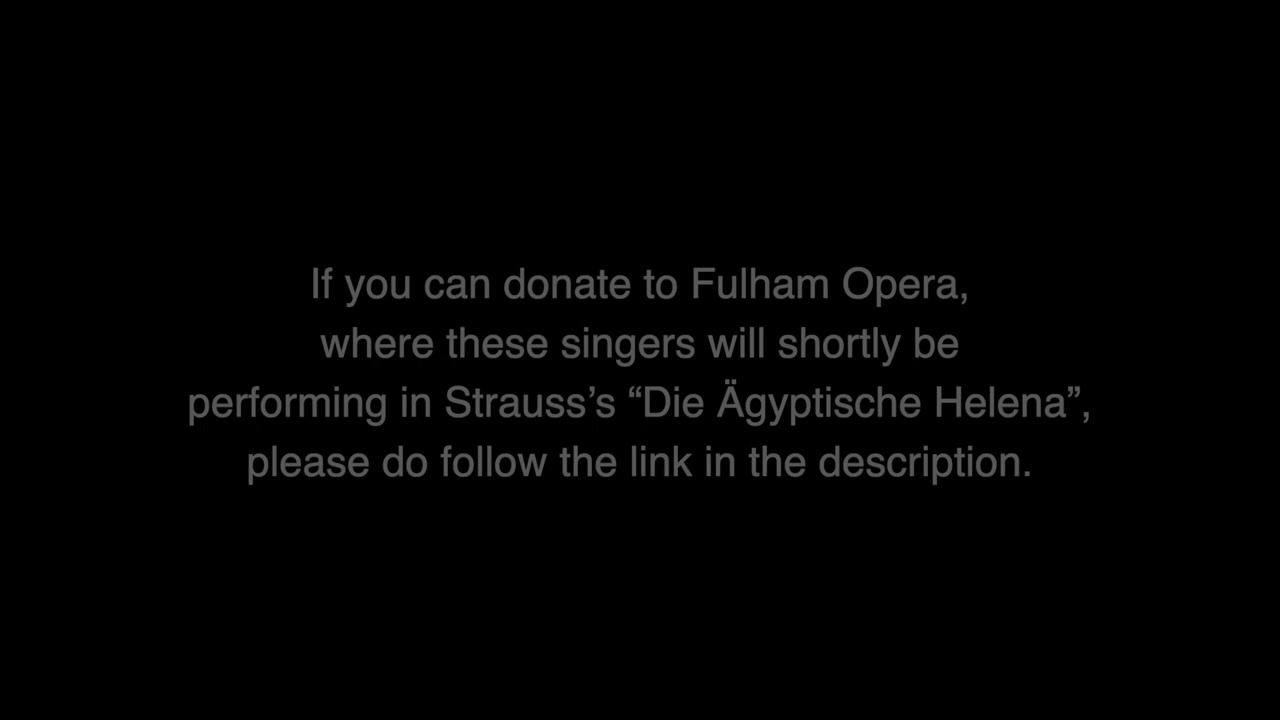 If you can donate to Fulham Opera,
where these singers will shortly be
performing in Strauss’s “Die Ägyptische Helena”,
please do follow the link in the description.